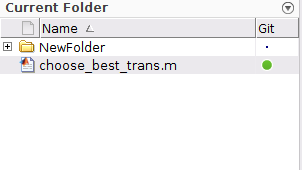 Current Folder
Name Git
NewFolder
choose_best_trans.m